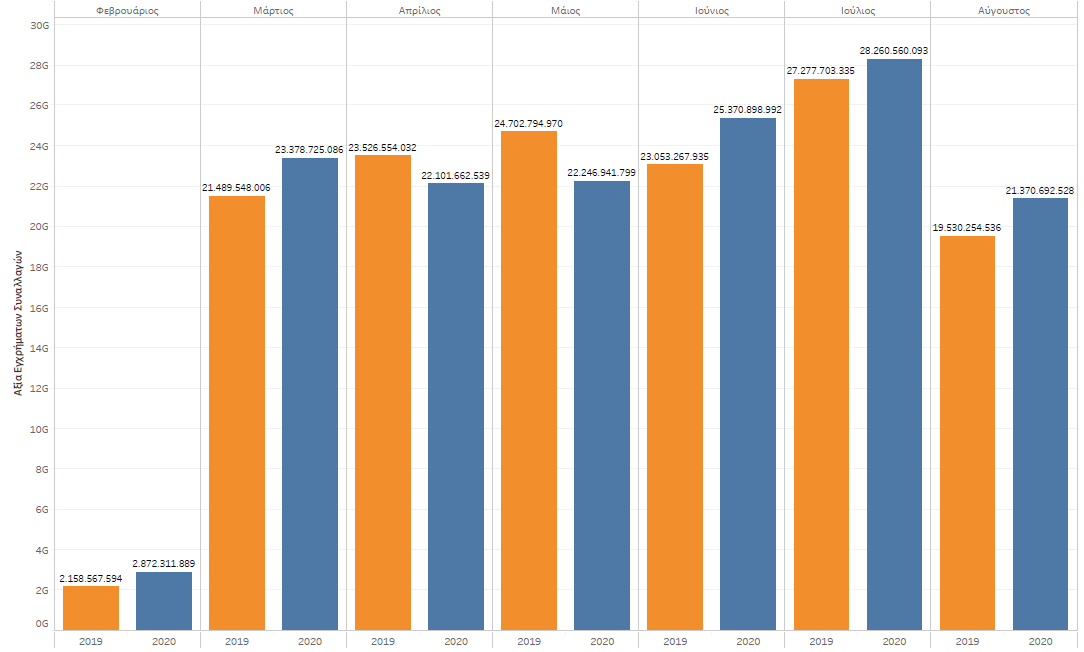 Φεβρουάριος
Μάρτιος
Απρίλιος
Μάιος
Ιούνιος
Ιούλιος
Αύγουστος
Αξία Εγχρήματων Συναλλαγών
30G
28G
26G
24G
22G
20G
18G
16G
14G
12G
10G
8G
6G
4G
2G
0G
2.158.567.594
2.872.311.889
21.489.548.006
23.378.725.086
23.526.554.032
22.101.662.539
24.702.794.970
22.246.941.799
23.053.267.935
25.370.898.992
27.277.703.335
28.260.560.093
19.530.254.536
21.370.692.528
2019
2020
2019
2020
2019
2020
2019
2020
2019
2020
2019
2020
2019
2020